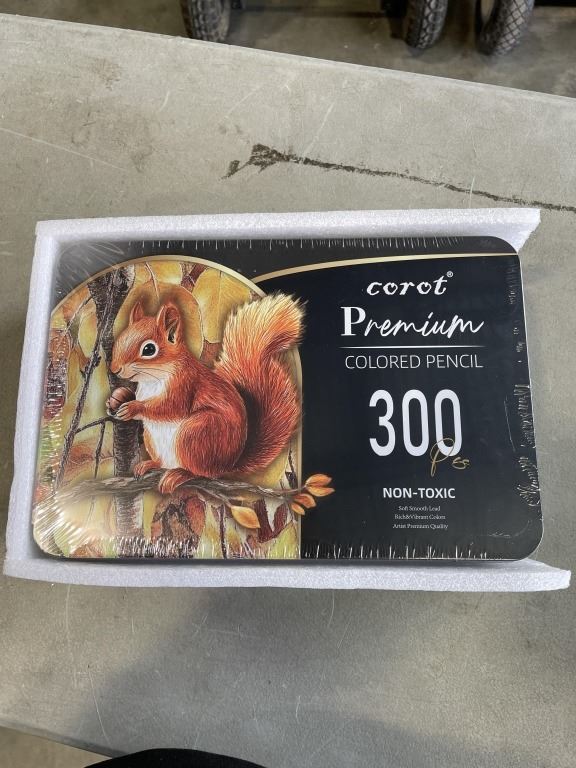 corot®
Premium
COLORED PENCIL
300
Pcs
NON-TOXIC
Soft Smooth Lead
Rich&Vibrant Colors
Artist Premium Quality